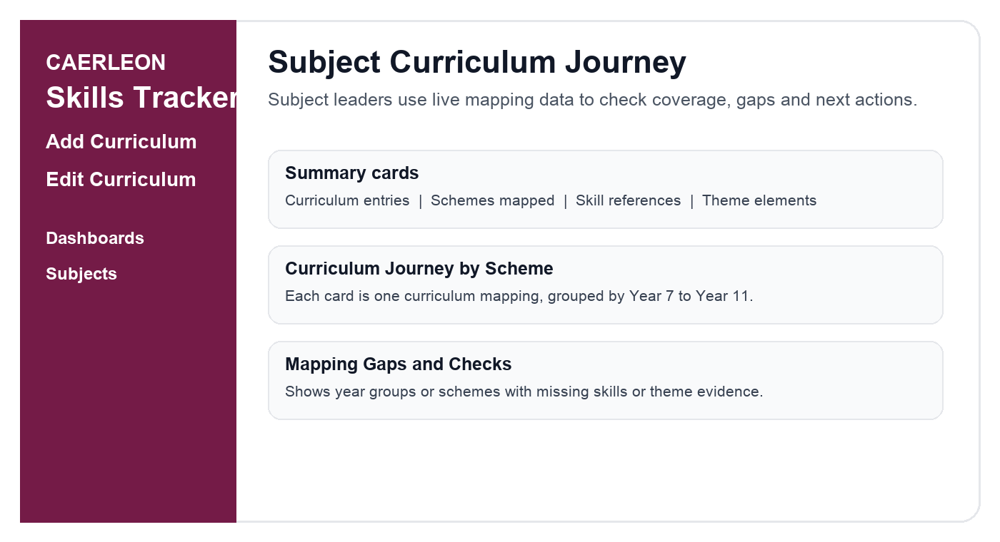 CAERLEON
Skills Tracker
Add Curriculum
Edit Curriculum
Dashboards
Subjects
Subject Curriculum Journey
Subject leaders use live mapping data to check coverage, gaps and next actions.
Summary cards
Curriculum entries | Schemes mapped | Skill references | Theme elements
Curriculum Journey by Scheme
Each card is one curriculum mapping, grouped by Year 7 to Year 11.
Mapping Gaps and Checks
Shows year groups or schemes with missing skills or theme evidence.